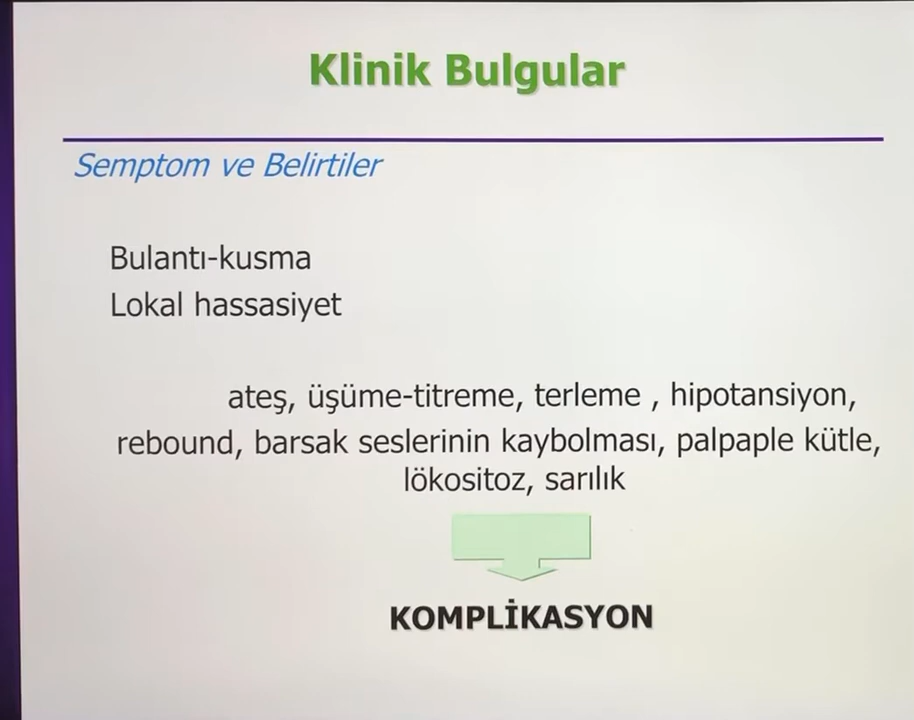 Klinik Bulgular
Semptom ve Belirtiler
Bulantı-kusma
Lokal hassasiyet
ateş, üşüme-titreme, terleme , hipotansiyon,
rebound, barsak seslerinin kaybolması, palpaple kütle,
lökositoz, sarılık
KOMPLİKASYON